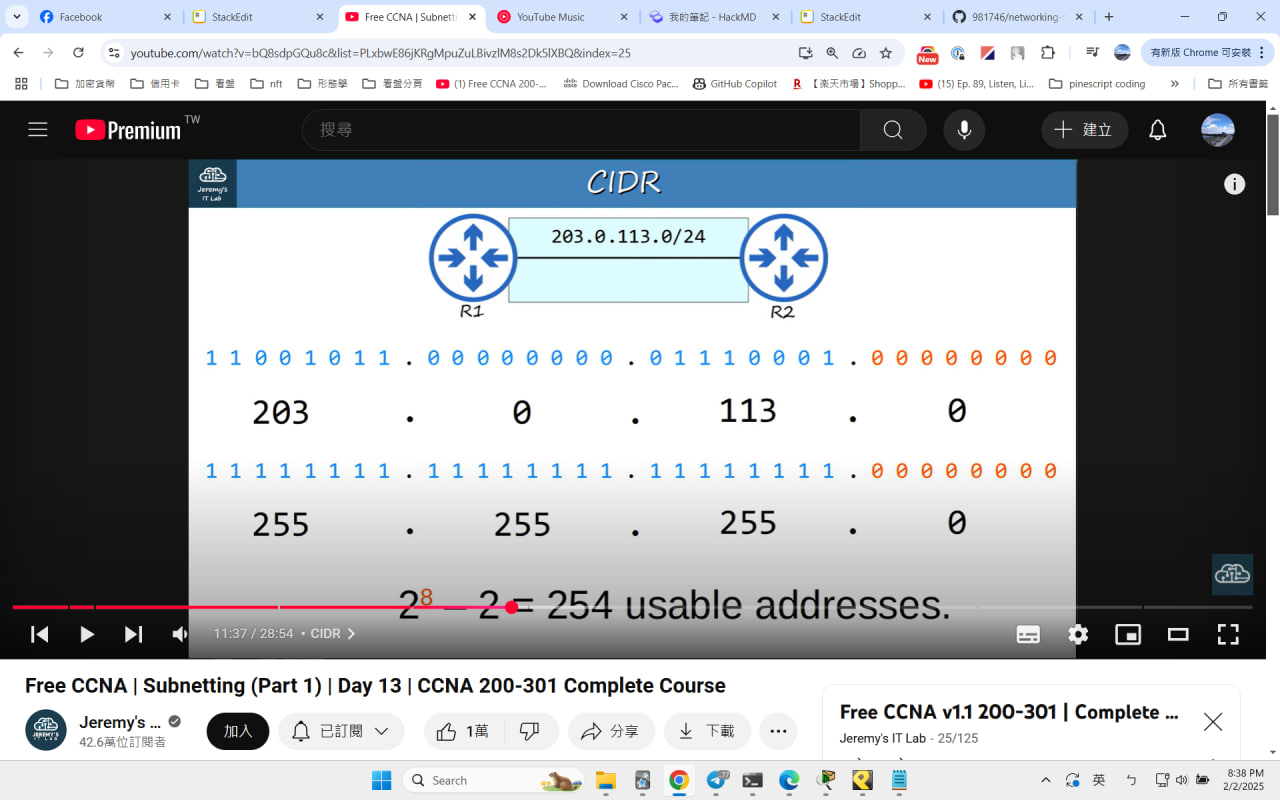 Facebook
StackEdit
Free CCNA | Subnetti
YouTube Music
我的筆記 - HackMD
StackEdit
981746/networking-
youtube.com/watch?v=bQ8sdpGQu8c&list=PLxbwE86jKRgMpuZuLBivzlM8s2Dk5lXBQ&index=25
New
有新版 Chrome 可安裝
加密貨幣
信用卡
看盤
nft
形態學
看盤分頁
(1) Free CCNA 200-...
Download Cisco Pac...
GitHub Copilot
R 【楽天市場】Shopp...
(15) Ep. 89, Listen, Li...
pinescript coding
»
所有書籤
Premium TW
搜尋
建立
Jeremy's
IT Lab
CIDR
203.0.113.0/24
R1
R2
1 1 0 0 1 0 1 1 . 0 0 0 0 0 0 0 0 . 0 1 1 1 0 0 0 1 . 0 0 0 0 0 0 0 0
203 . 0 . 113 . 0
1 1 1 1 1 1 1 1 . 1 1 1 1 1 1 1 1 . 1 1 1 1 1 1 1 1 . 0 0 0 0 0 0 0 0
255 . 255 . 255 . 0
2⁸ – 2 = 254 usable addresses.
11:37 / 28:54 • CIDR
Free CCNA | Subnetting (Part 1) | Day 13 | CCNA 200-301 Complete Course
JEREMY'S
IT LAB
Jeremy's ...
42.6萬位訂閱者
加入
已訂閱
1萬
分享
下載
Free CCNA v1.1 200-301 | Complete ...
Jeremy's IT Lab - 25/125
Search
英
ㄅ
8:38 PM
2/2/2025